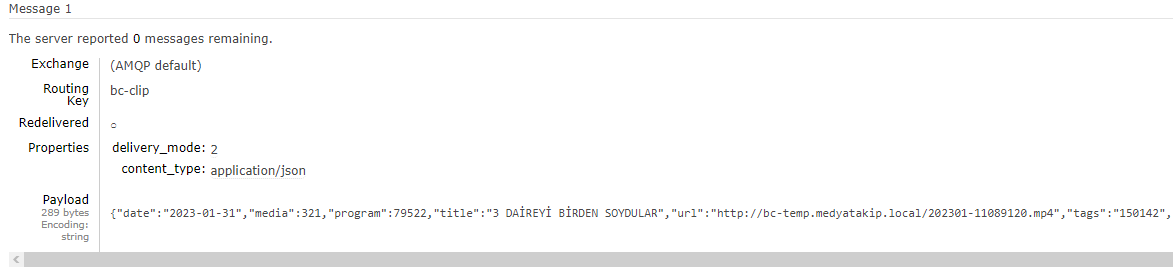 Message 1
The server reported 0 messages remaining.
Exchange (AMQP default)
Routing Key bc-clip
Redelivered ○
Properties delivery_mode: 2
content_type: application/json
Payload
289 bytes
Encoding: string
{"date":"2023-01-31","media":321,"program":79522,"title":"3 DAİREYİ BİRDEN SOYDULAR","url":"http://bc-temp.medyatakip.local/202301-11089120.mp4","tags":"150142",